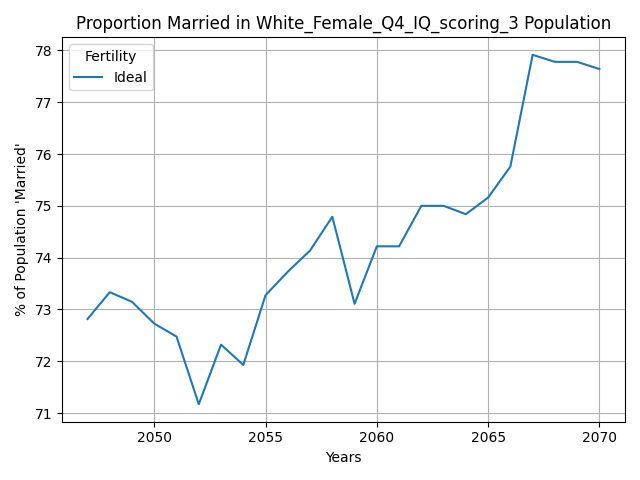 Proportion Married in White_Female_Q4_IQ_scoring_3 Population
Fertility
Ideal
78
77
76
75
74
73
72
71
% of Population 'Married'
2050 2055 2060 2065 2070
Years